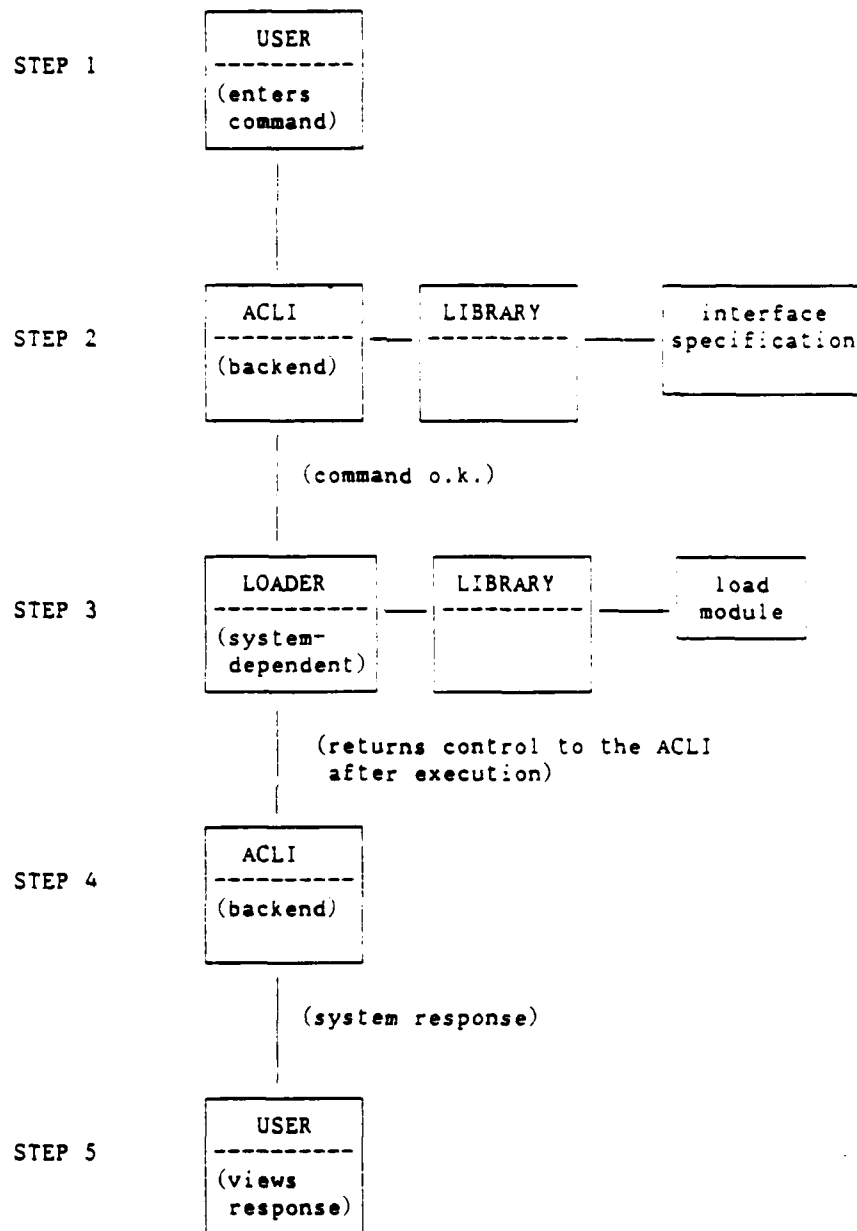 USER
STEP 1
(enters
command)
ACLI
LIBRARY
interface
STEP 2
specification
(backend)
(command o.k.)
LOADER
LIBRARY
load
STEP 3
module
(system-
dependent)
(returns control to the ACLI
after execution)
ACLI
STEP 4
(backend)
(system response)
USER
STEP 5
(views
response)